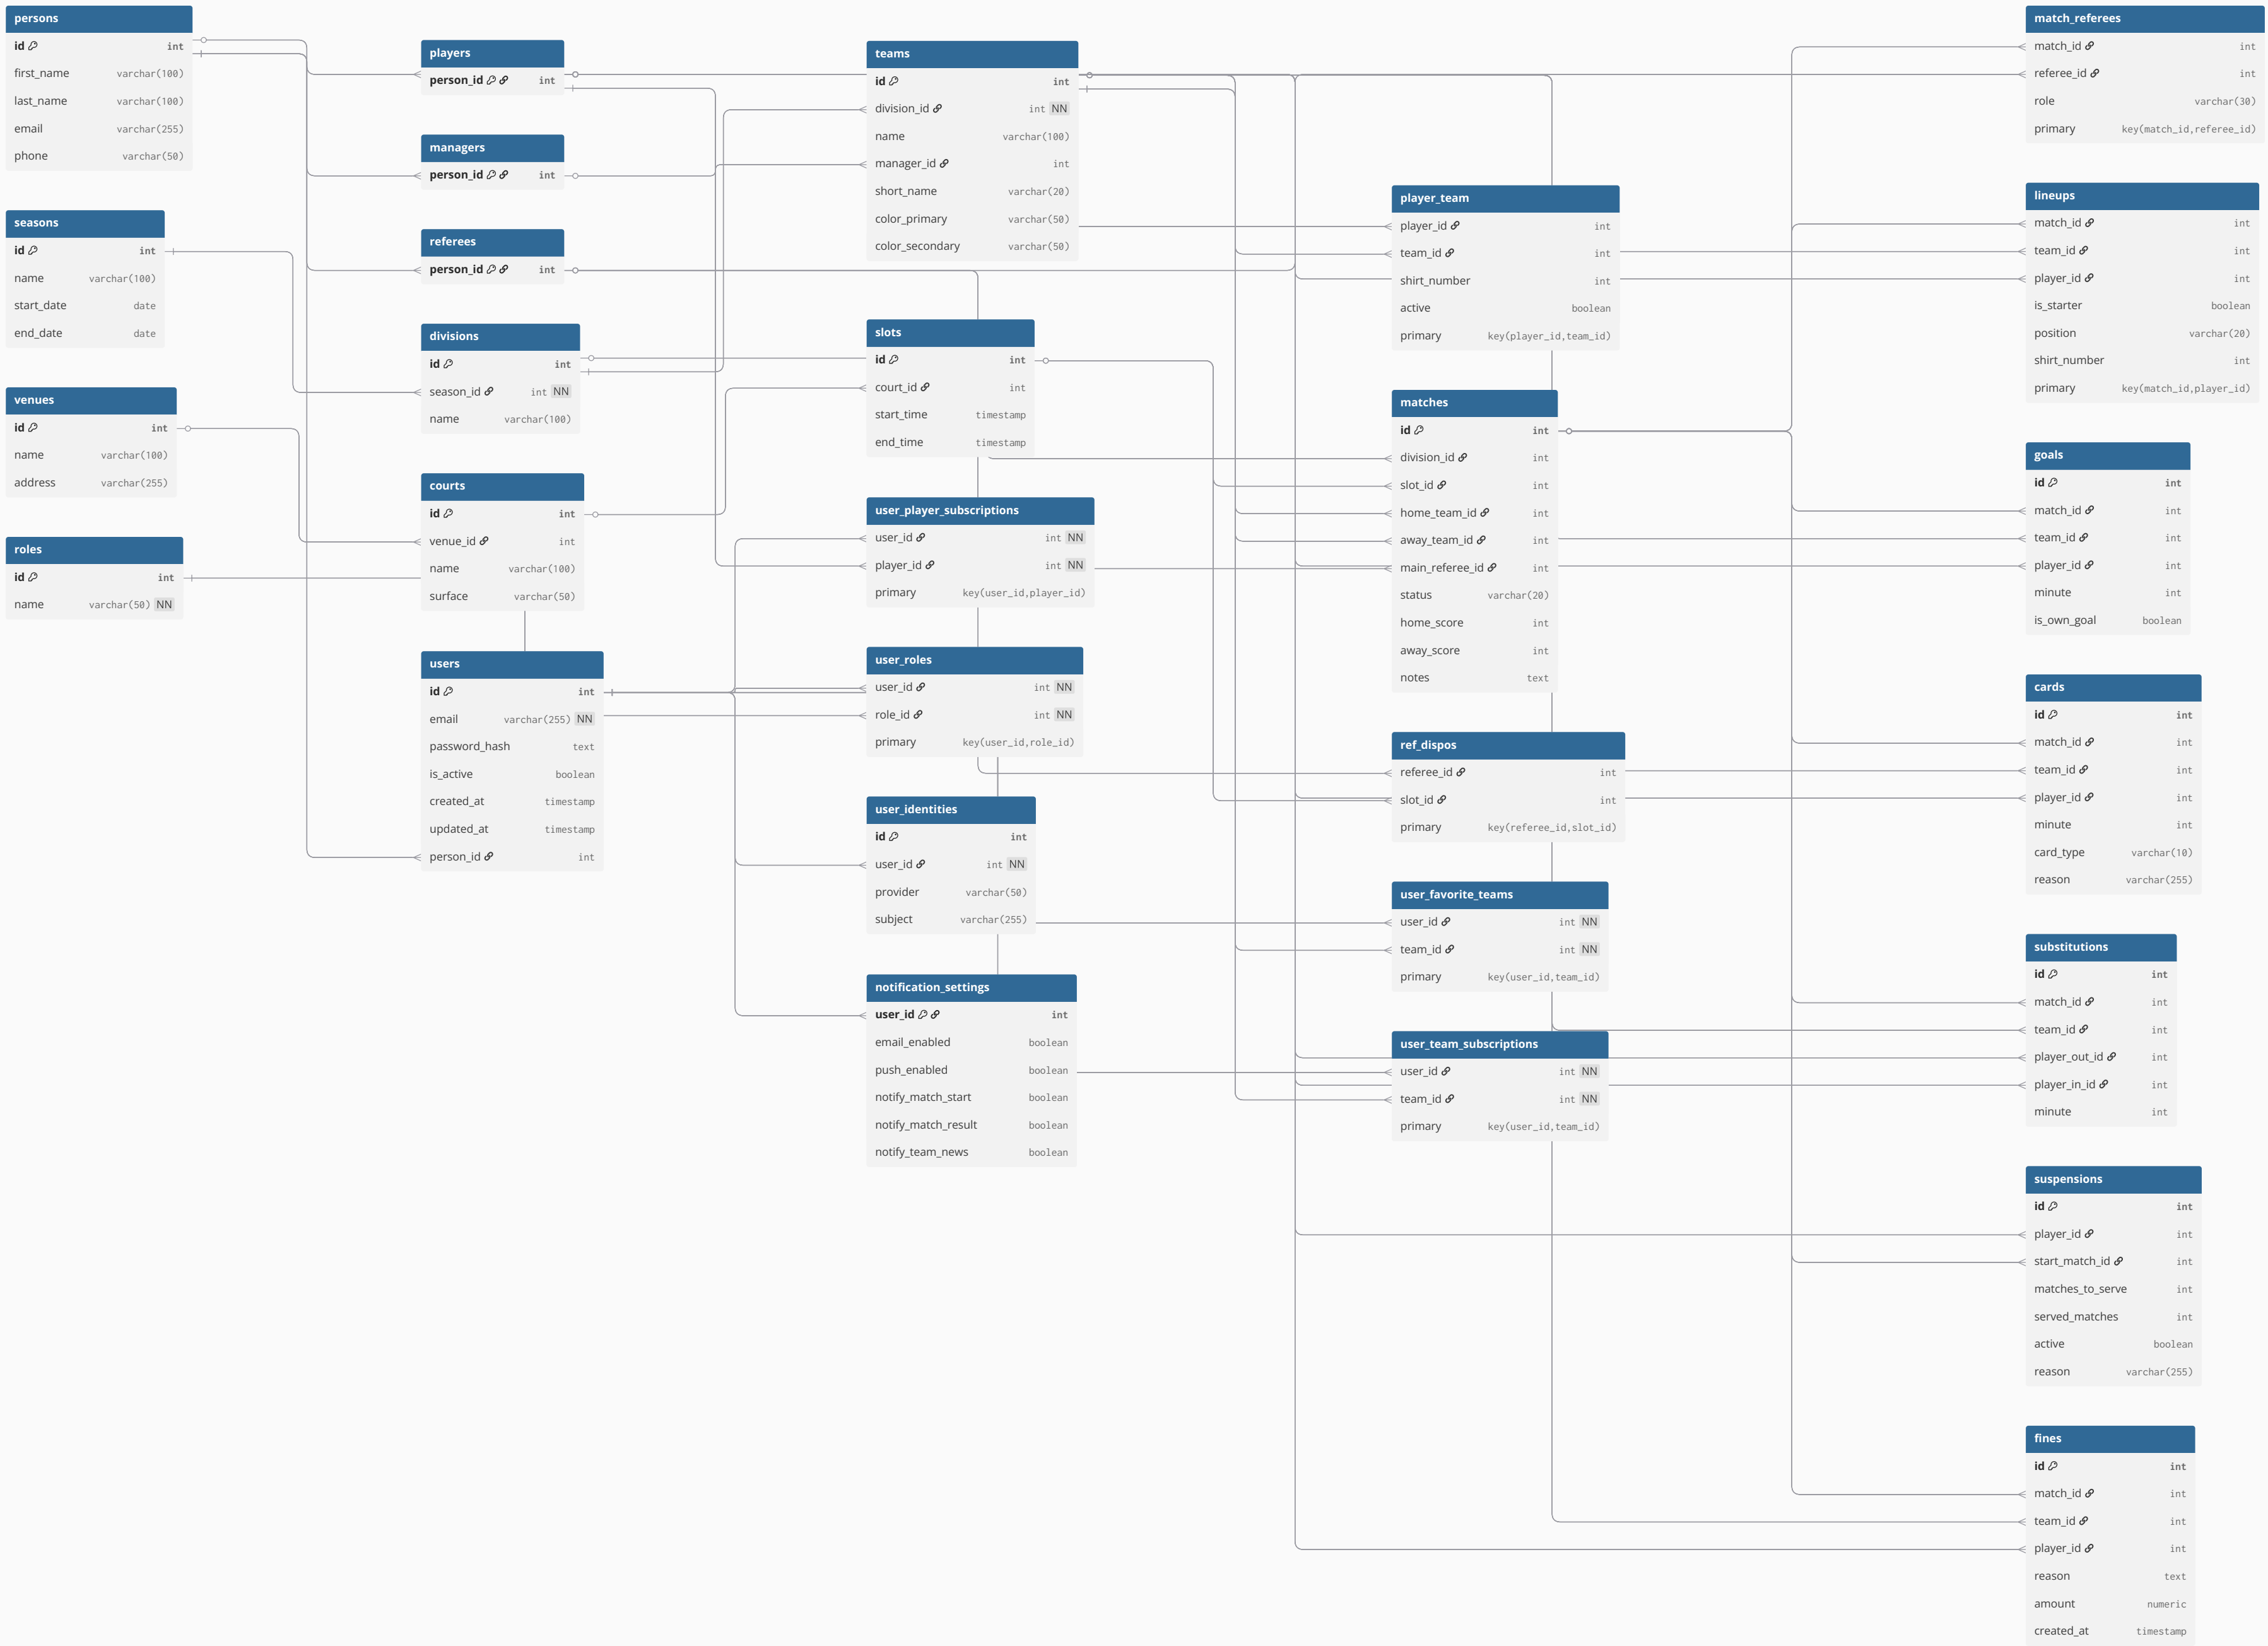 persons
id int
first_name varchar(100)
last_name varchar(100)
email varchar(255)
phone varchar(50)
seasons
id int
name varchar(100)
start_date date
end_date date
venues
id int
name varchar(100)
address varchar(255)
roles
id int
name varchar(50) NN
players
person_id int
managers
person_id int
referees
person_id int
divisions
id int
season_id int NN
name varchar(100)
courts
id int
venue_id int
name varchar(100)
surface varchar(50)
users
id int
email varchar(255) NN
password_hash text
is_active boolean
created_at timestamp
updated_at timestamp
person_id int
teams
id int
division_id int NN
name varchar(100)
manager_id int
short_name varchar(20)
color_primary varchar(50)
color_secondary varchar(50)
slots
id int
court_id int
start_time timestamp
end_time timestamp
user_player_subscriptions
user_id int NN
player_id int NN
primary key(user_id,player_id)
user_roles
user_id int NN
role_id int NN
primary key(user_id,role_id)
user_identities
id int
user_id int NN
provider varchar(50)
subject varchar(255)
notification_settings
user_id int
email_enabled boolean
push_enabled boolean
notify_match_start boolean
notify_match_result boolean
notify_team_news boolean
player_team
player_id int
team_id int
shirt_number int
active boolean
primary key(player_id,team_id)
matches
id int
division_id int
slot_id int
home_team_id int
away_team_id int
main_referee_id int
status varchar(20)
home_score int
away_score int
notes text
ref_dispos
referee_id int
slot_id int
primary key(referee_id,slot_id)
user_favorite_teams
user_id int NN
team_id int NN
primary key(user_id,team_id)
user_team_subscriptions
user_id int NN
team_id int NN
primary key(user_id,team_id)
match_referees
match_id int
referee_id int
role varchar(30)
primary key(match_id,referee_id)
lineups
match_id int
team_id int
player_id int
is_starter boolean
position varchar(20)
shirt_number int
primary key(match_id,player_id)
goals
id int
match_id int
team_id int
player_id int
minute int
is_own_goal boolean
cards
id int
match_id int
team_id int
player_id int
minute int
card_type varchar(10)
reason varchar(255)
substitutions
id int
match_id int
team_id int
player_out_id int
player_in_id int
minute int
suspensions
id int
player_id int
start_match_id int
matches_to_serve int
served_matches int
active boolean
reason varchar(255)
fines
id int
match_id int
team_id int
player_id int
reason text
amount numeric
created_at timestamp